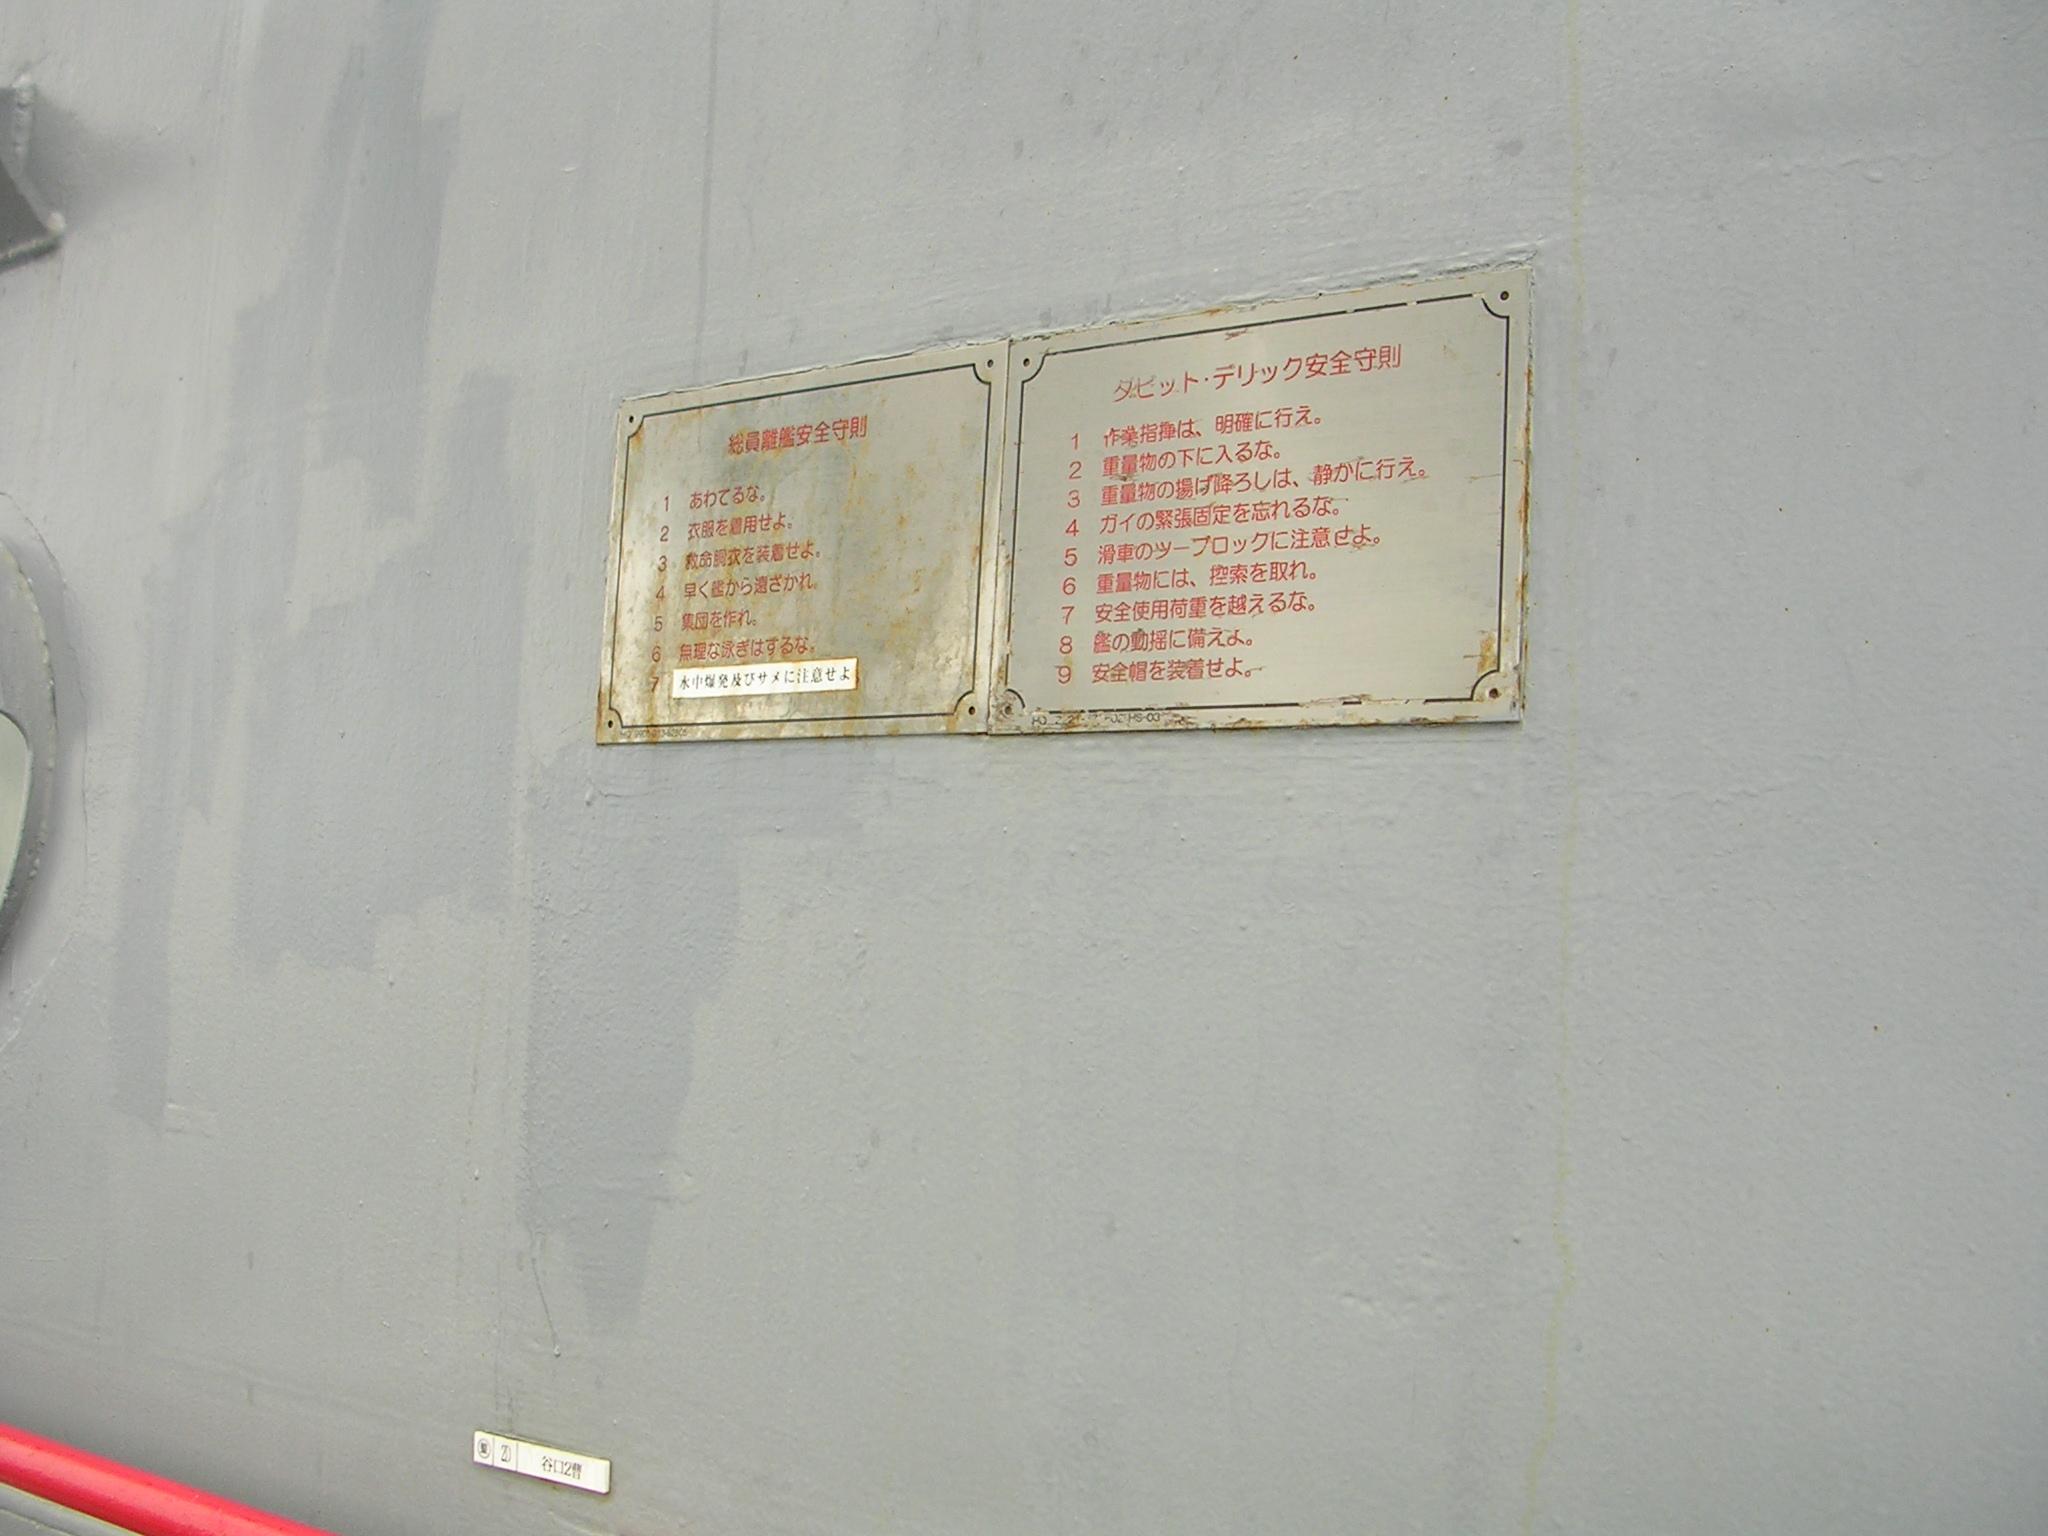 総員離艦安全守則
1 あわてるな。
2 衣服を着用せよ。
3 救命胴衣を装着せよ。
4 早く艦から遠ざかれ。
5 集団を作れ。
6 無理な泳ぎはするな。
7 水中爆発及びサメに注意せよ
ダビット・デリック安全守則
1 作業指揮は、明確に行え。
2 重量物の下に入るな。
3 重量物の揚げ降ろしは、静かに行え。
4 ガイの緊張固定を忘れるな。
5 滑車のツーブロックに注意せよ。
6 重量物には、控索を取れ。
7 安全使用荷重を越えるな。
8 艦の動揺に備えよ。
9 安全帽を装着せよ。
谷口2曹